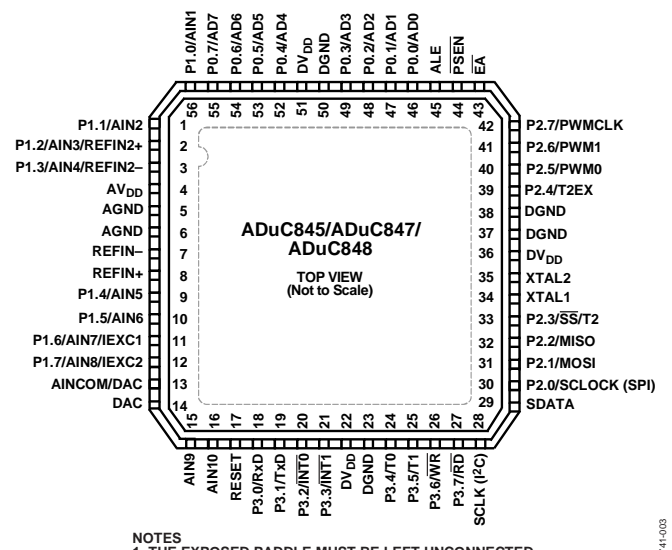 P1.0/AIN1
P0.7/AD7
P0.6/AD6
P0.5/AD5
P0.4/AD4
DVDD
DGND
P0.3/AD3
P0.2/AD2
P0.1/AD1
P0.0/AD0
ALE
PSEN
EA
56
55
54
53
52
51
50
49
48
47
46
45
44
43
P1.1/AIN2 1
P1.2/AIN3/REFIN2+ 2
P1.3/AIN4/REFIN2– 3
AVDD 4
AGND 5
AGND 6
REFIN– 7
REFIN+ 8
P1.4/AIN5 9
P1.5/AIN6 10
P1.6/AIN7/IEXC1 11
P1.7/AIN8/IEXC2 12
AINCOM/DAC 13
DAC 14
ADuC845/ADuC847/
ADuC848
TOP VIEW
(Not to Scale)
42 P2.7/PWMCLK
41 P2.6/PWM1
40 P2.5/PWM0
39 P2.4/T2EX
38 DGND
37 DGND
36 DVDD
35 XTAL2
34 XTAL1
33 P2.3/SS/T2
32 P2.2/MISO
31 P2.1/MOSI
30 P2.0/SCLOCK (SPI)
29 SDATA
15
16
17
18
19
20
21
22
23
24
25
26
27
28
AIN9
AIN10
RESET
P3.0/RxD
P3.1/TxD
P3.2/INT0
P3.3/INT1
DVDD
DGND
P3.4/T0
P3.5/T1
P3.6/WR
P3.7/RD
SCLK (I2C)
NOTES
1. THE EXPOSED PADDLE MUST BE LEFT UNCONNECTED
41-003